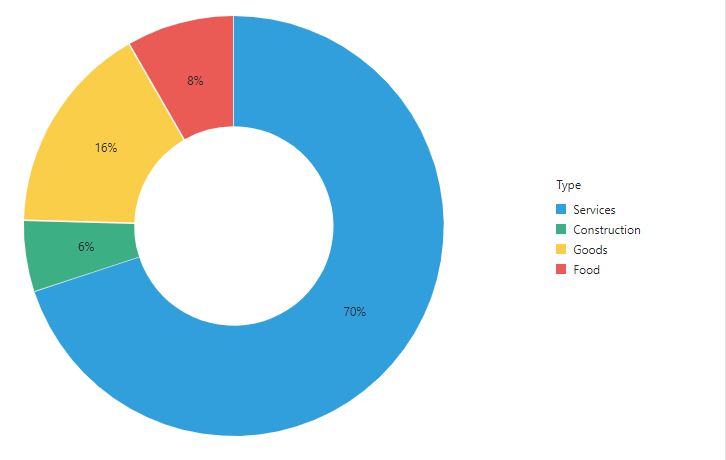 8%
16%
6%
70%
Type
Services
Construction
Goods
Food